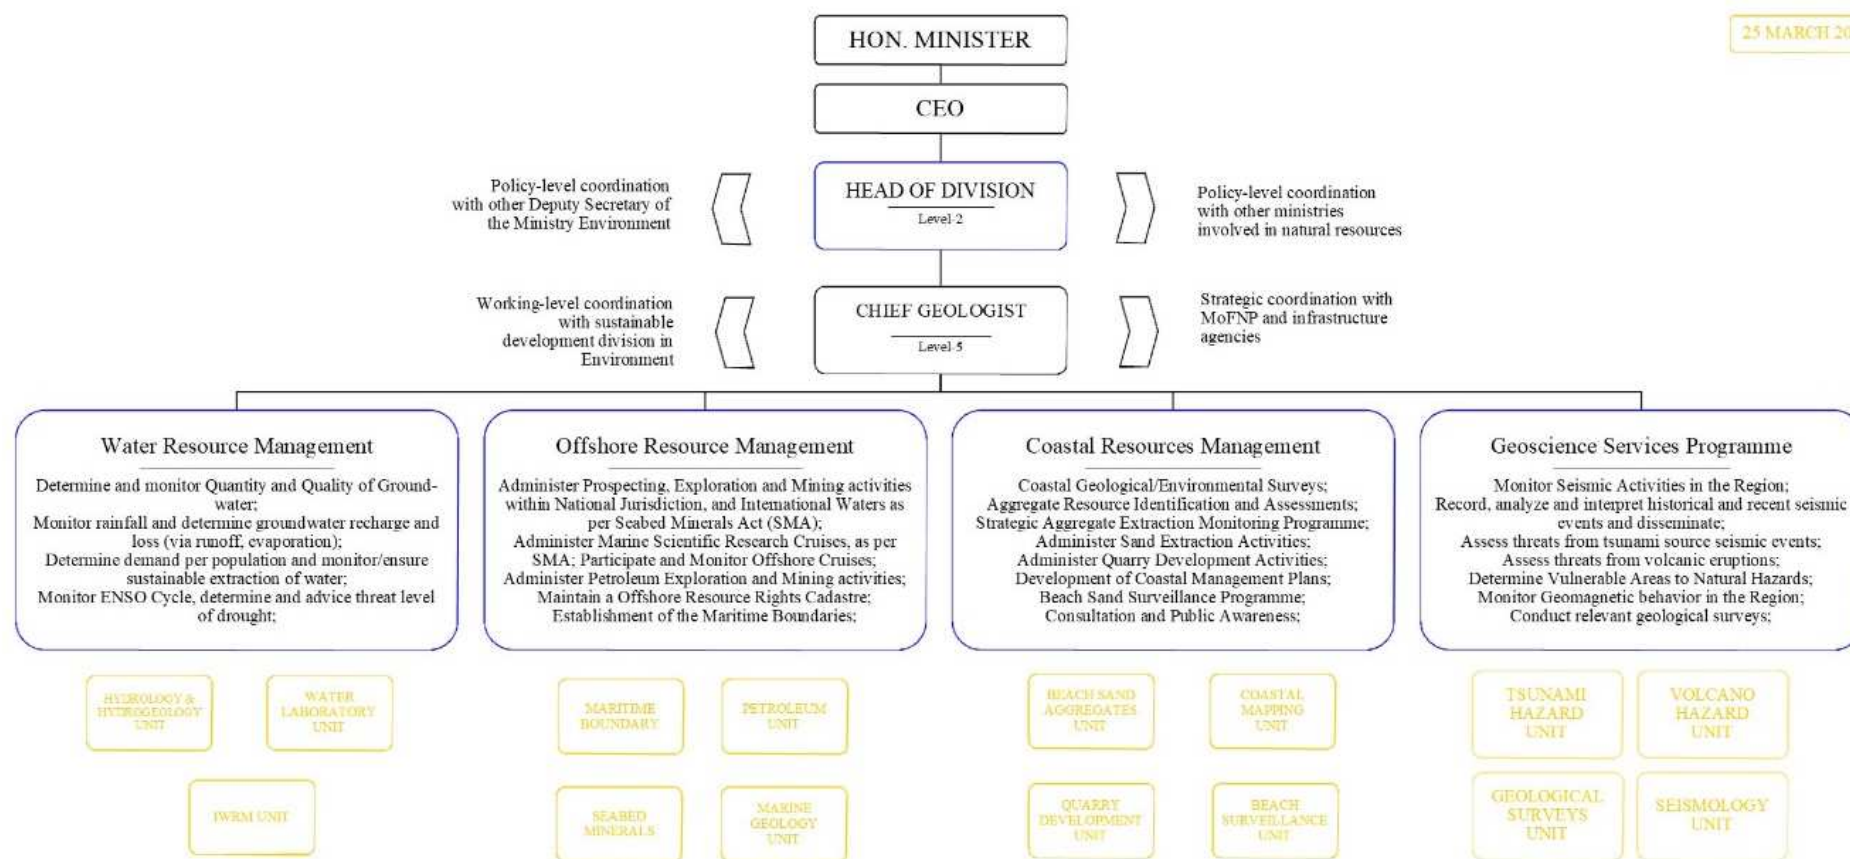 HON. MINISTER
25 MARCH 20
CEO
HEAD OF DIVISION
Level-2
Policy-level coordination
with other Deputy Secretary of
the Ministry Environment
Policy-level coordination
with other ministries
involved in natural resources
CHIEF GEOLOGIST
Level-5
Working-level coordination
with sustainable
development division in
Environment
Strategic coordination with
MoFNP and infrastructure
agencies
Water Resource Management
Determine and monitor Quantity and Quality of Ground-
water;
Monitor rainfall and determine groundwater recharge and
loss (via runoff, evaporation);
Determine demand per population and monitor/ensure
sustainable extraction of water;
Monitor ENSO Cycle, determine and advice threat level
of drought;
Offshore Resource Management
Administer Prospecting, Exploration and Mining activities
within National Jurisdiction, and International Waters as
per Seabed Minerals Act (SMA);
Administer Marine Scientific Research Cruises, as per
SMA; Participate and Monitor Offshore Cruises;
Administer Petroleum Exploration and Mining activities;
Maintain a Offshore Resource Rights Cadastre;
Establishment of the Maritime Boundaries;
Coastal Resources Management
Coastal Geological/Environmental Surveys;
Aggregate Resource Identification and Assessments;
Strategic Aggregate Extraction Monitoring Programme;
Administer Sand Extraction Activities;
Administer Quarry Development Activities;
Development of Coastal Management Plans;
Beach Sand Surveillance Programme;
Consultation and Public Awareness;
Geoscience Services Programme
Monitor Seismic Activities in the Region;
Record, analyze and interpret historical and recent seismic
events and disseminate;
Assess threats from tsunami source seismic events;
Assess threats from volcanic eruptions;
Determine Vulnerable Areas to Natural Hazards;
Monitor Geomagnetic behavior in the Region;
Conduct relevant geological surveys;
HYDROLOGY &
HYDROGEOLOGY
UNIT
WATER
LABORATORY
UNIT
IWRM UNIT
MARITIME
BOUNDARY
PETROLEUM
UNIT
SEABED
MINERALS
MARINE
GEOLOGY
UNIT
BEACH SAND
AGGREGATES
UNIT
COASTAL
MAPPING
UNIT
QUARRY
DEVELOPMENT
UNIT
BEACH
SURVEILLANCE
UNIT
TSUNAMI
HAZARD
UNIT
VOLCANO
HAZARD
UNIT
GEOLOGICAL
SURVEYS
UNIT
SEISMOLOGY
UNIT